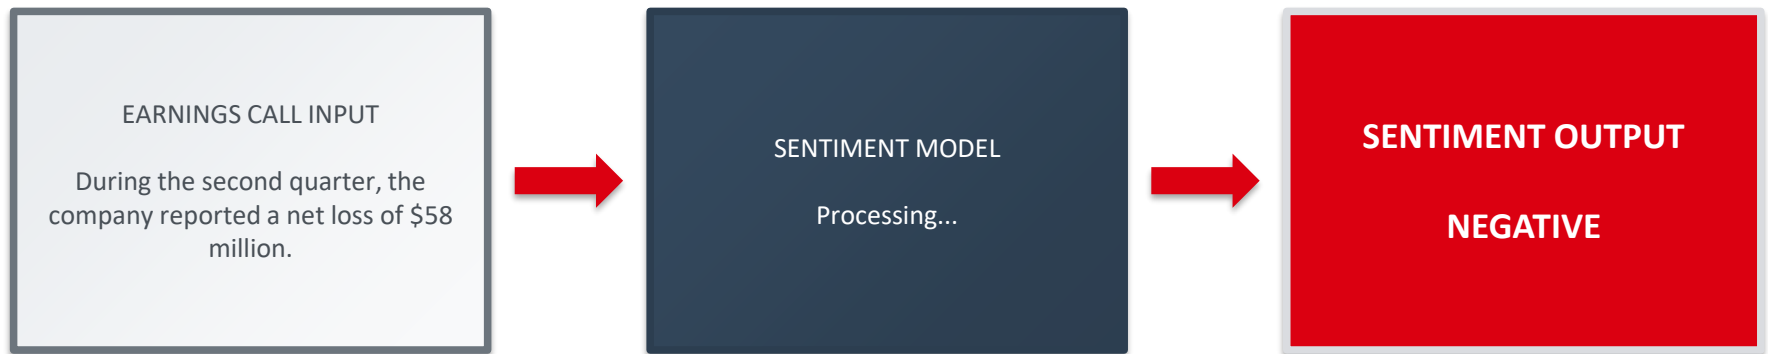 EARNINGS CALL INPUT
During the second quarter, the
company reported a net loss of $58
million.
SENTIMENT MODEL
Processing...
SENTIMENT OUTPUT
NEGATIVE